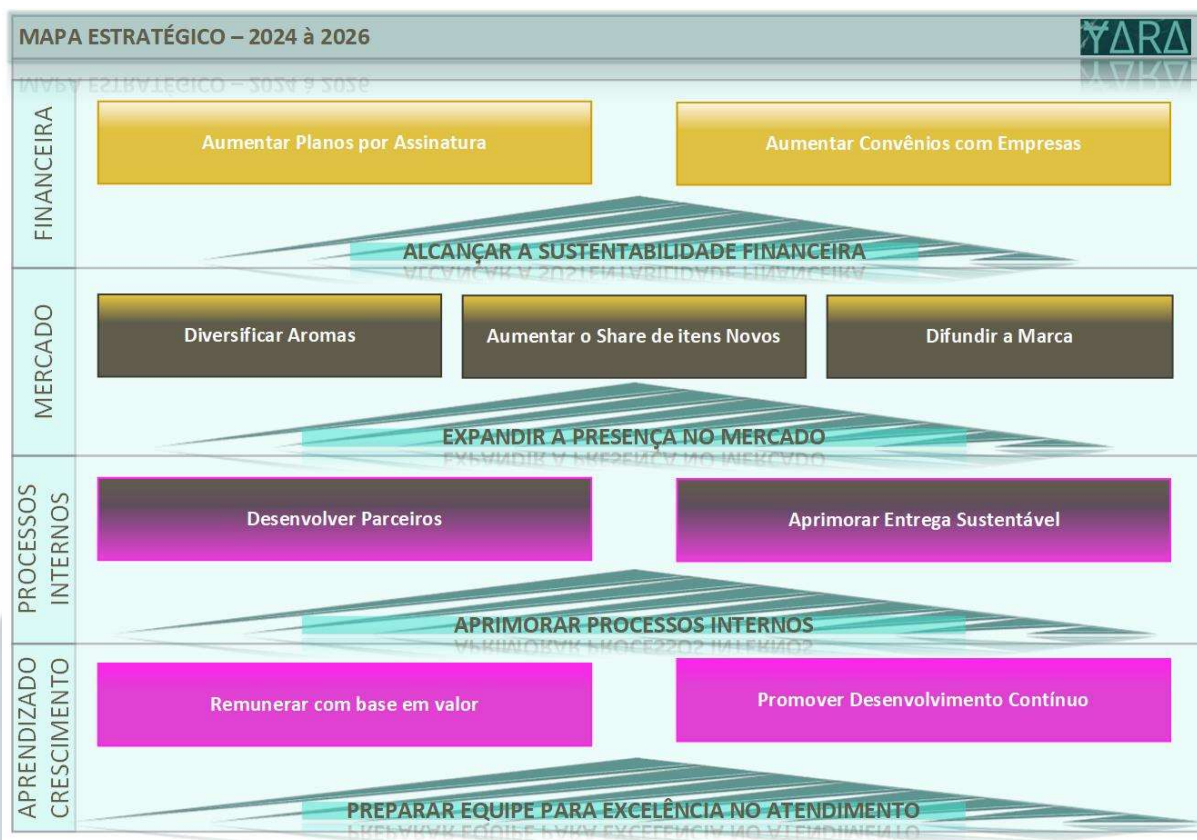 MAPA ESTRATÉGICO – 2024 à 2026
YARA
FINANCEIRA
Aumentar Planos por Assinatura
Aumentar Convênios com Empresas
ALCANÇAR A SUSTENTABILIDADE FINANCEIRA
MERCADO
Diversificar Aromas
Aumentar o Share de itens Novos
Difundir a Marca
EXPANDIR A PRESENÇA NO MERCADO
PROCESSOS
INTERNOS
Desenvolver Parceiros
Aprimorar Entrega Sustentável
APRIMORAR PROCESSOS INTERNOS
APRENDIZADO
CRESCIMENTO
Remunerar com base em valor
Promover Desenvolvimento Contínuo
PREPARAR EQUIPE PARA EXCELÊNCIA NO ATENDIMENTO